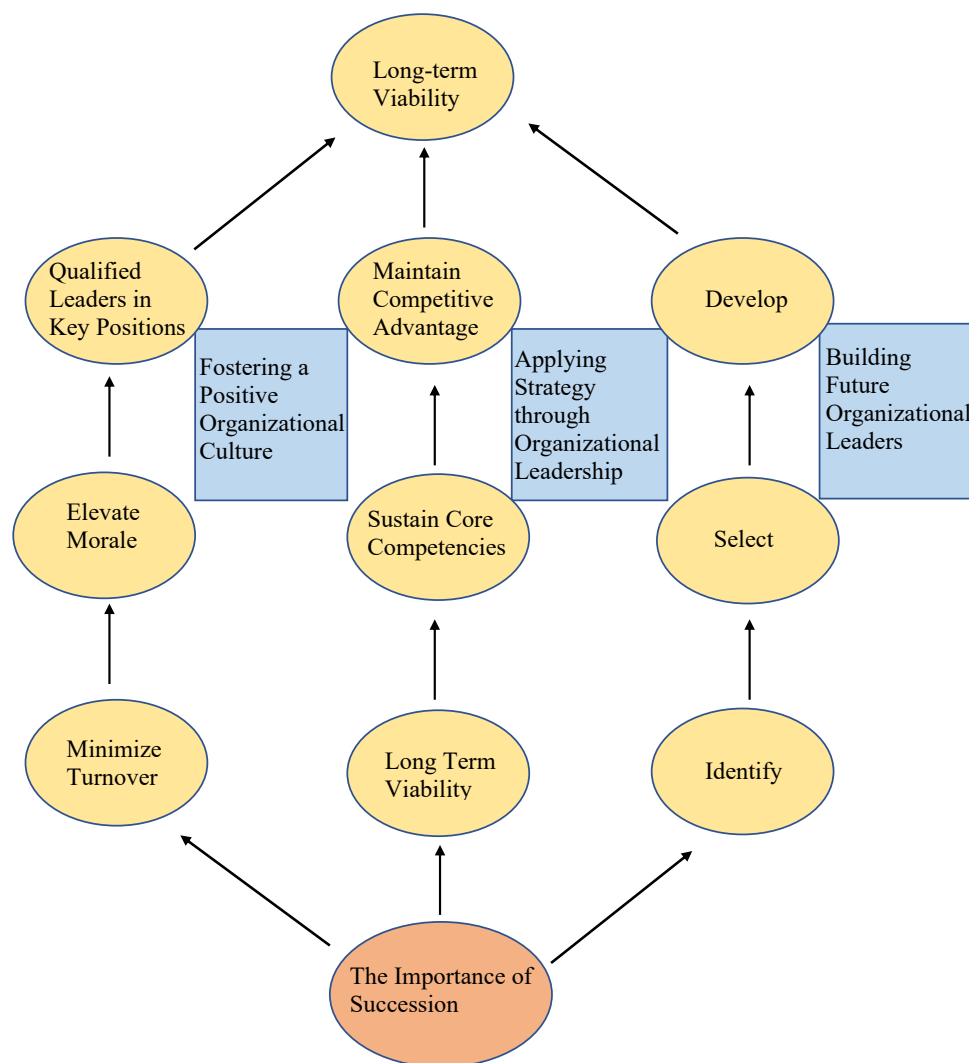 Long-term
Viability
Qualified
Leaders in
Key Positions
Maintain
Competitive
Advantage
Develop
Fostering a
Positive
Organizational
Culture
Applying
Strategy
through
Organizational
Leadership
Building
Future
Organizational
Leaders
Elevate
Morale
Sustain Core
Competencies
Select
Minimize
Turnover
Long Term
Viability
Identify
The Importance of
Succession